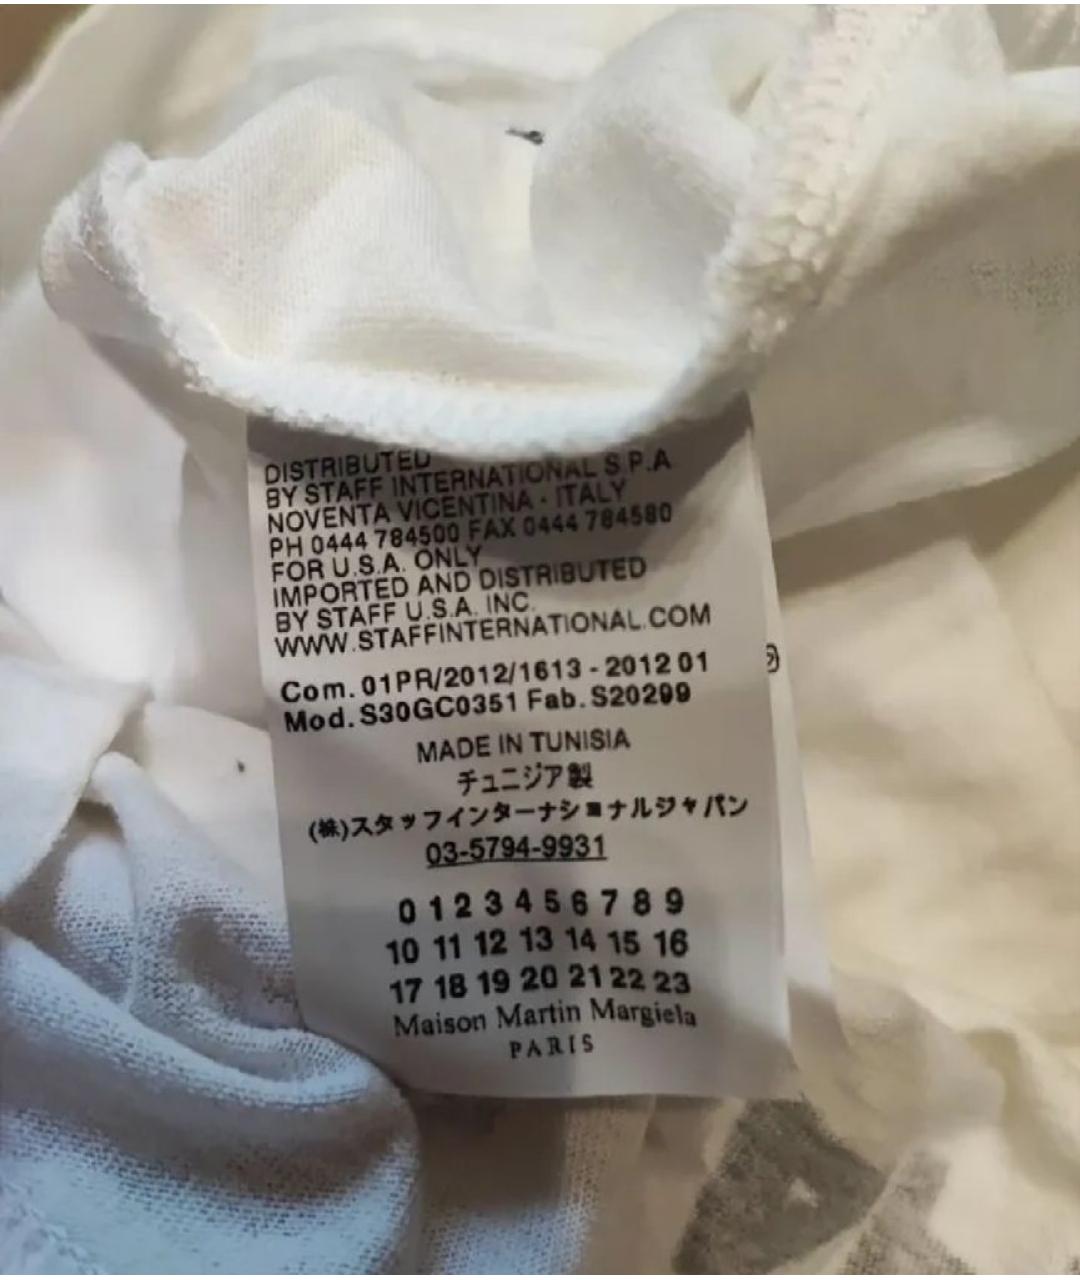 DISTRIBUTED
BY STAFF INTERNATIONAL S.P.A
NOVENTA VICENTINA - ITALY
PH 0444 784500 FAX 0444 784580
FOR U.S.A. ONLY
IMPORTED AND DISTRIBUTED
BY STAFF U.S.A. INC.
WWW.STAFFINTERNATIONAL.COM
Com. 01PR/2012/1613 - 2012 01
Mod. S30GC0351 Fab. S20299
MADE IN TUNISIA
チュニジア製
(株)スタッフインターナショナルジャパン
03-5794-9931
0 1 2 3 4 5 6 7 8 9
10 11 12 13 14 15 16
17 18 19 20 21 22 23
Maison Martin Margiela
PARIS